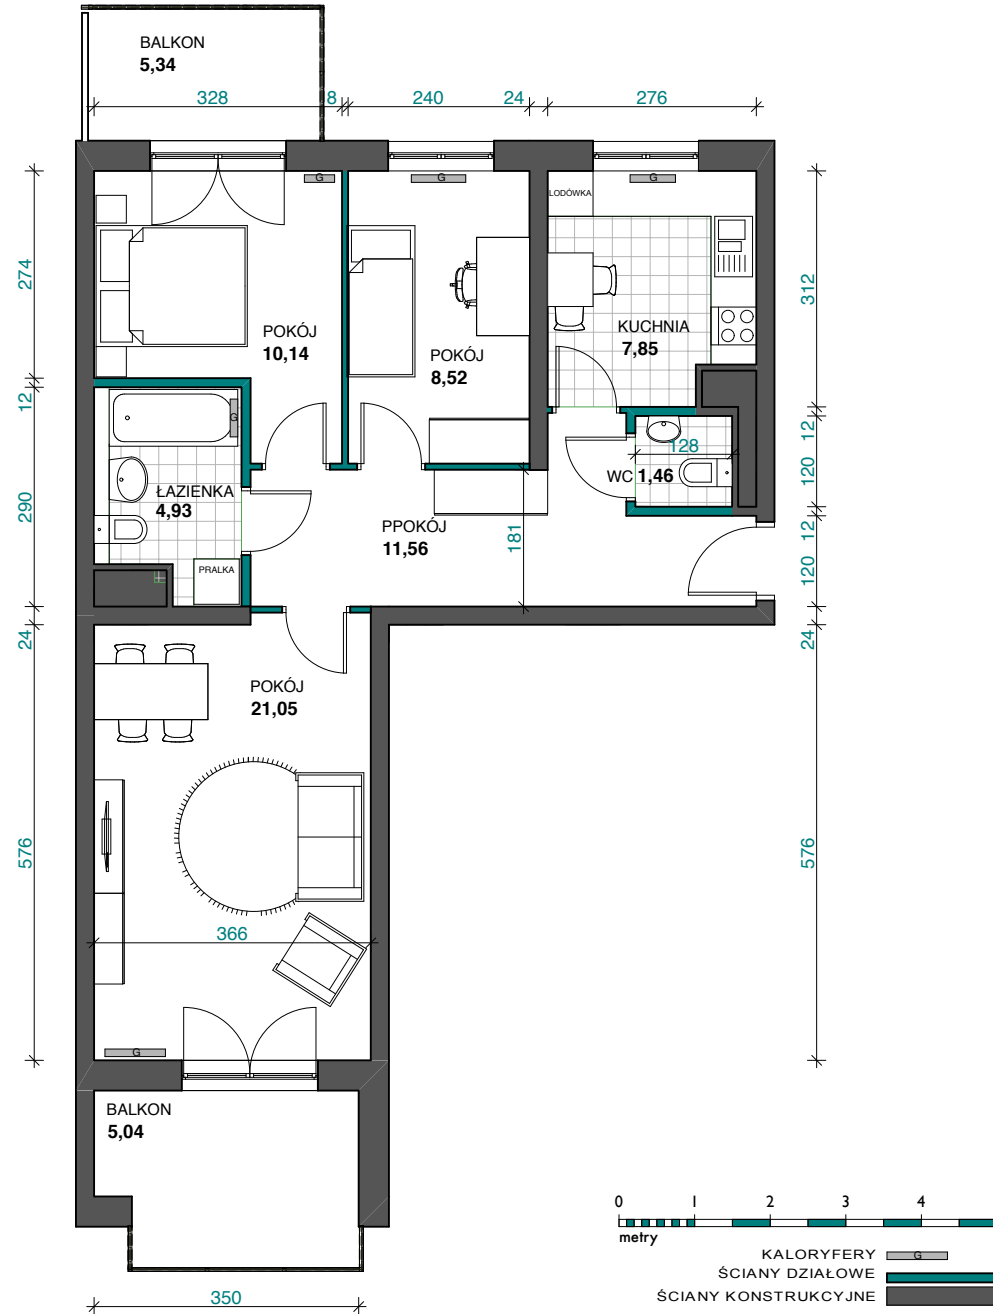 BALKON
5,34
328
8
240
24
276
G
G
G
LODÓWKA
274
312
POKÓJ
10,14
POKÓJ
8,52
KUCHNIA
7,85
12
G
12
128
WC 1,46
120
ŁAZIENKA
4,93
290
PPOKÓJ
11,56
181
12
PRALKA
120
24
24
POKÓJ
21,05
576
576
366
G
BALKON
5,04
350
0 1 2 3 4
metry
KALORYFERY G
ŚCIANY DZIAŁOWE
ŚCIANY KONSTRUKCYJNE